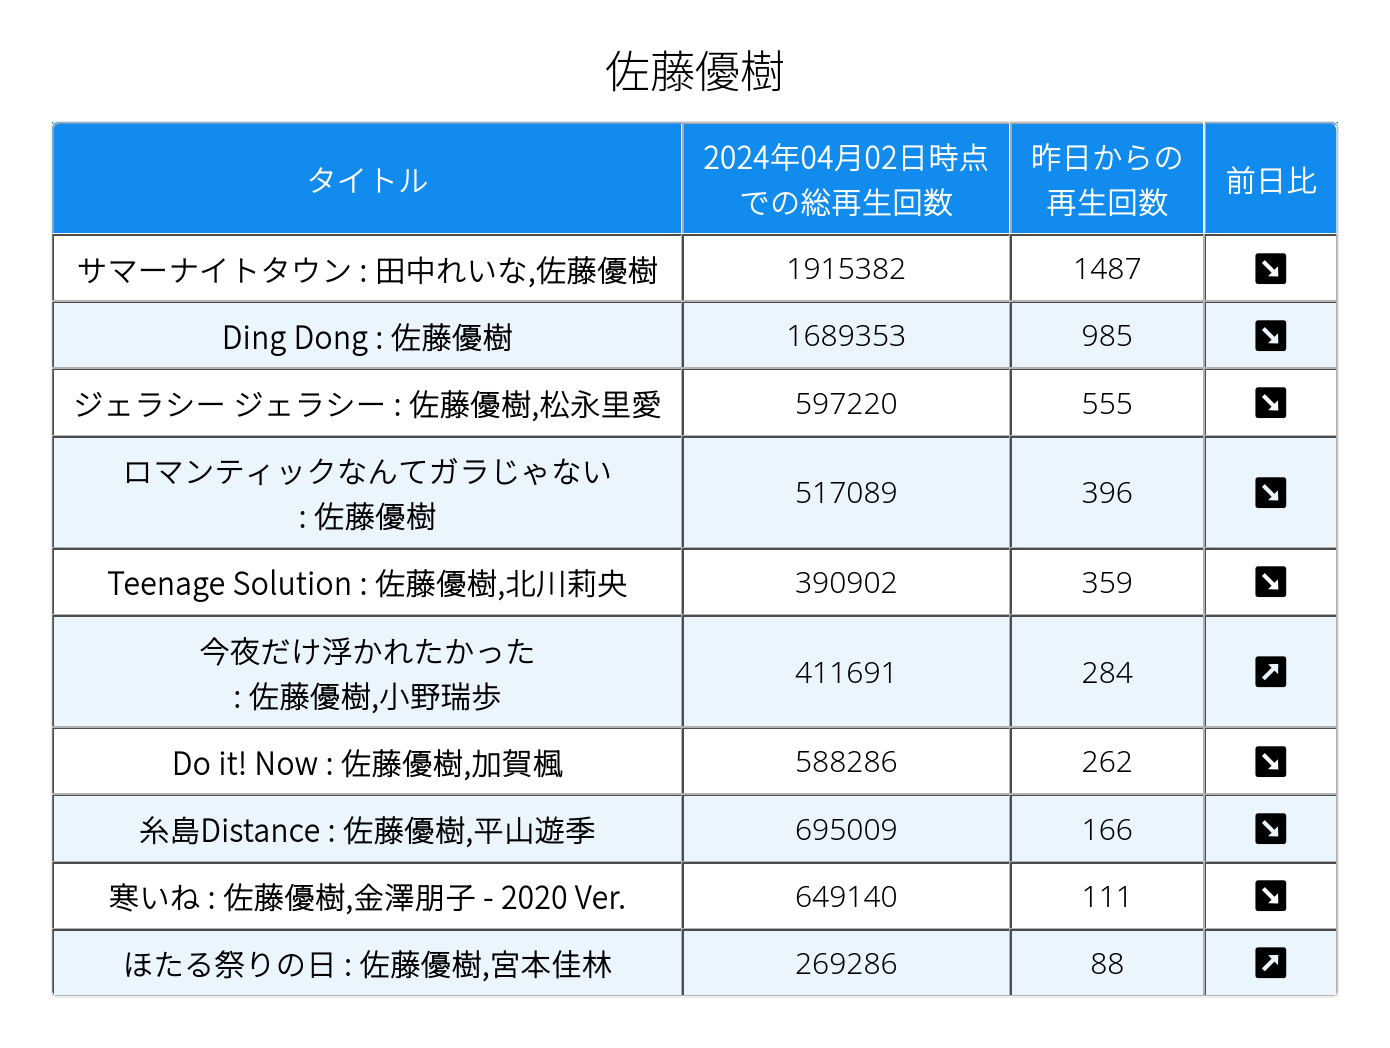 佐藤優樹
タイトル
2024年04月02日時点
での総再生回数
昨日からの
再生回数
前日比
サマーナイトタウン : 田中れいな,佐藤優樹
1915382
1487
Ding Dong : 佐藤優樹
1689353
985
ジェラシー ジェラシー : 佐藤優樹,松永里愛
597220
555
ロマンティックなんてガラじゃない
: 佐藤優樹
517089
396
Teenage Solution : 佐藤優樹,北川莉央
390902
359
今夜だけ浮かれたかった
: 佐藤優樹,小野瑞歩
411691
284
Do it! Now : 佐藤優樹,加賀楓
588286
262
糸島Distance : 佐藤優樹,平山遊季
695009
166
寒いね : 佐藤優樹,金澤朋子 - 2020 Ver.
649140
111
ほたる祭りの日 : 佐藤優樹,宮本佳林
269286
88